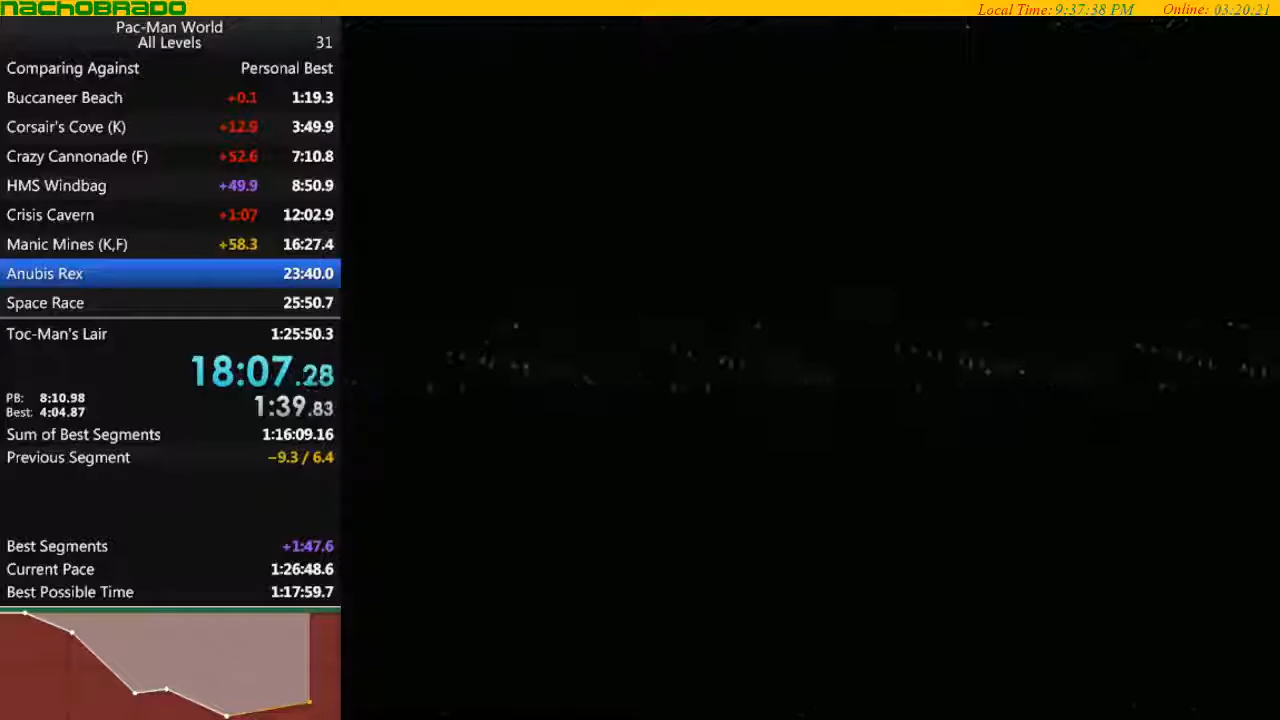 NACHOBRADO
Local Time: 9:37:38 PM Online: 03:20:21
Pac-Man World
All Levels 31
Comparing Against Personal Best
Buccaneer Beach +0.1 1:19.3
Corsair's Cove (K) +12.9 3:49.9
Crazy Cannonade (F) +52.6 7:10.8
HMS Windbag +49.9 8:50.9
Crisis Cavern +1:07 12:02.9
Manic Mines (K,F) +58.3 16:27.4
Anubis Rex 23:40.0
Space Race 25:50.7
Toc-Man's Lair 1:25:50.3
18:07.28
PB: 8:10.98
Best: 4:04.87
1:39.83
Sum of Best Segments 1:16:09.16
Previous Segment −9.3 / 6.4
Best Segments +1:47.6
Current Pace 1:26:48.6
Best Possible Time 1:17:59.7